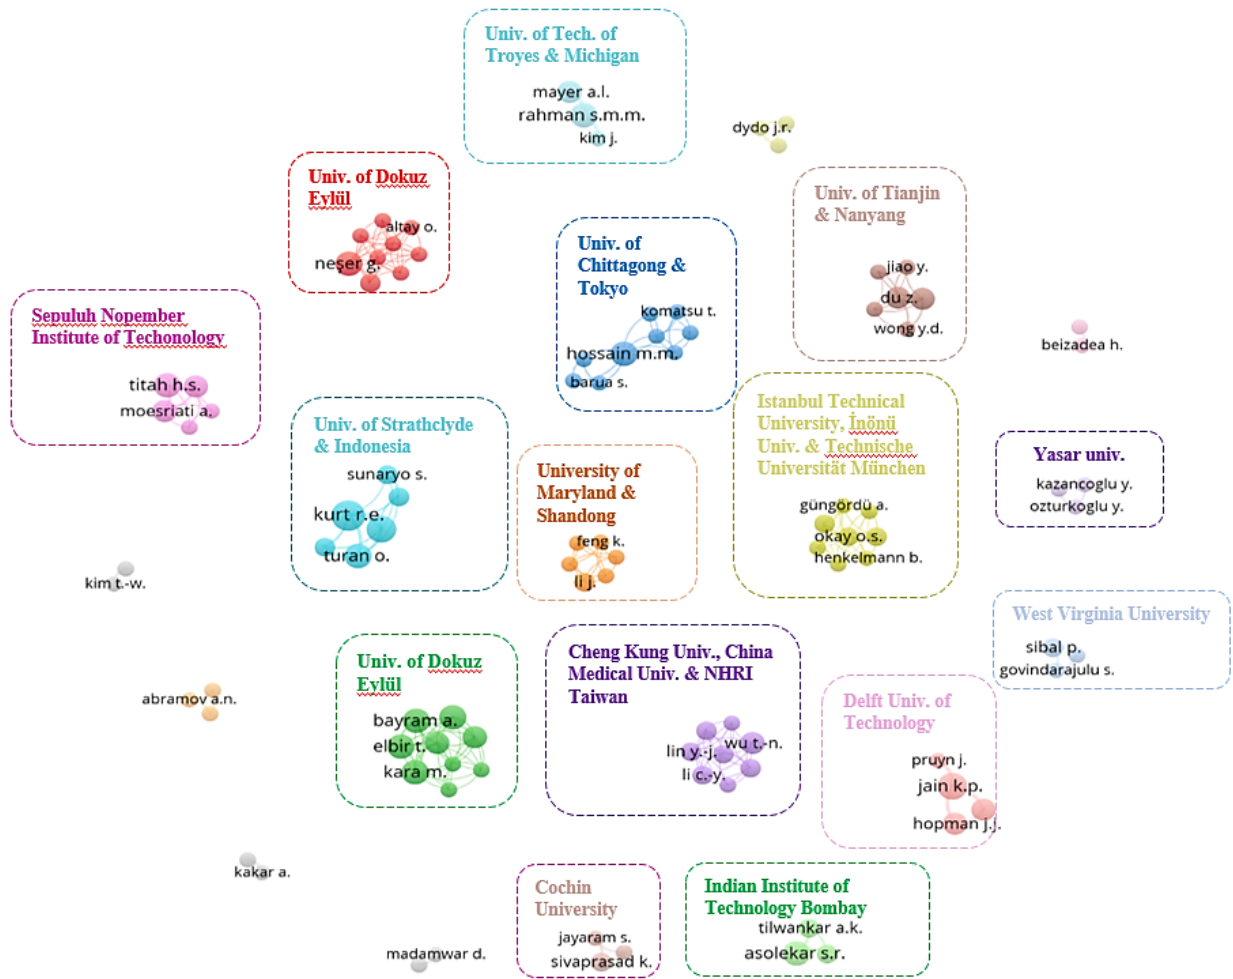 Univ. of Tech. of
Troyes & Michigan
mayer a.l.
rahman s.m.m.
kim j.
dydo j.r.
Univ. of Dokuz
Eylül
altay o.
neşer g.
Univ. of Tianjin
& Nanyang
jiao y.
du z.
wong y.d.
Univ. of
Chittagong &
Tokyo
komatsu t.
hossain m.m.
barua s.
Sepuluh Nopember
Institute of Techonology
titah h.s.
moesriati a.
beizadea h.
Univ. of Strathclyde
& Indonesia
sunaryo s.
kurt r.e.
turan o.
University of
Maryland &
Shandong
feng k.
li j.
Istanbul Technical
University, İnönü
Univ. & Technische
Universität München
güngördü a.
okay o.s.
henkelmann b.
Yasar univ.
kazancoglu y.
ozturkoglu y.
kim t.-w.
West Virginia University
sibal p.
govindarajulu s.
abramov a.n.
Univ. of Dokuz
Eylül
bayram a.
elbir t.
kara m.
Cheng Kung Univ., China
Medical Univ. & NHRI
Taiwan
wu t.-n.
lin y.-j.
li c.-y.
Delft Univ. of
Technology
pruyn j.
jain k.p.
hopman j.j.
kakar a.
madamwar d.
Cochin
University
jayaram s.
sivaprasad k.
Indian Institute of
Technology Bombay
tilwankar a.k.
asolekar s.r.